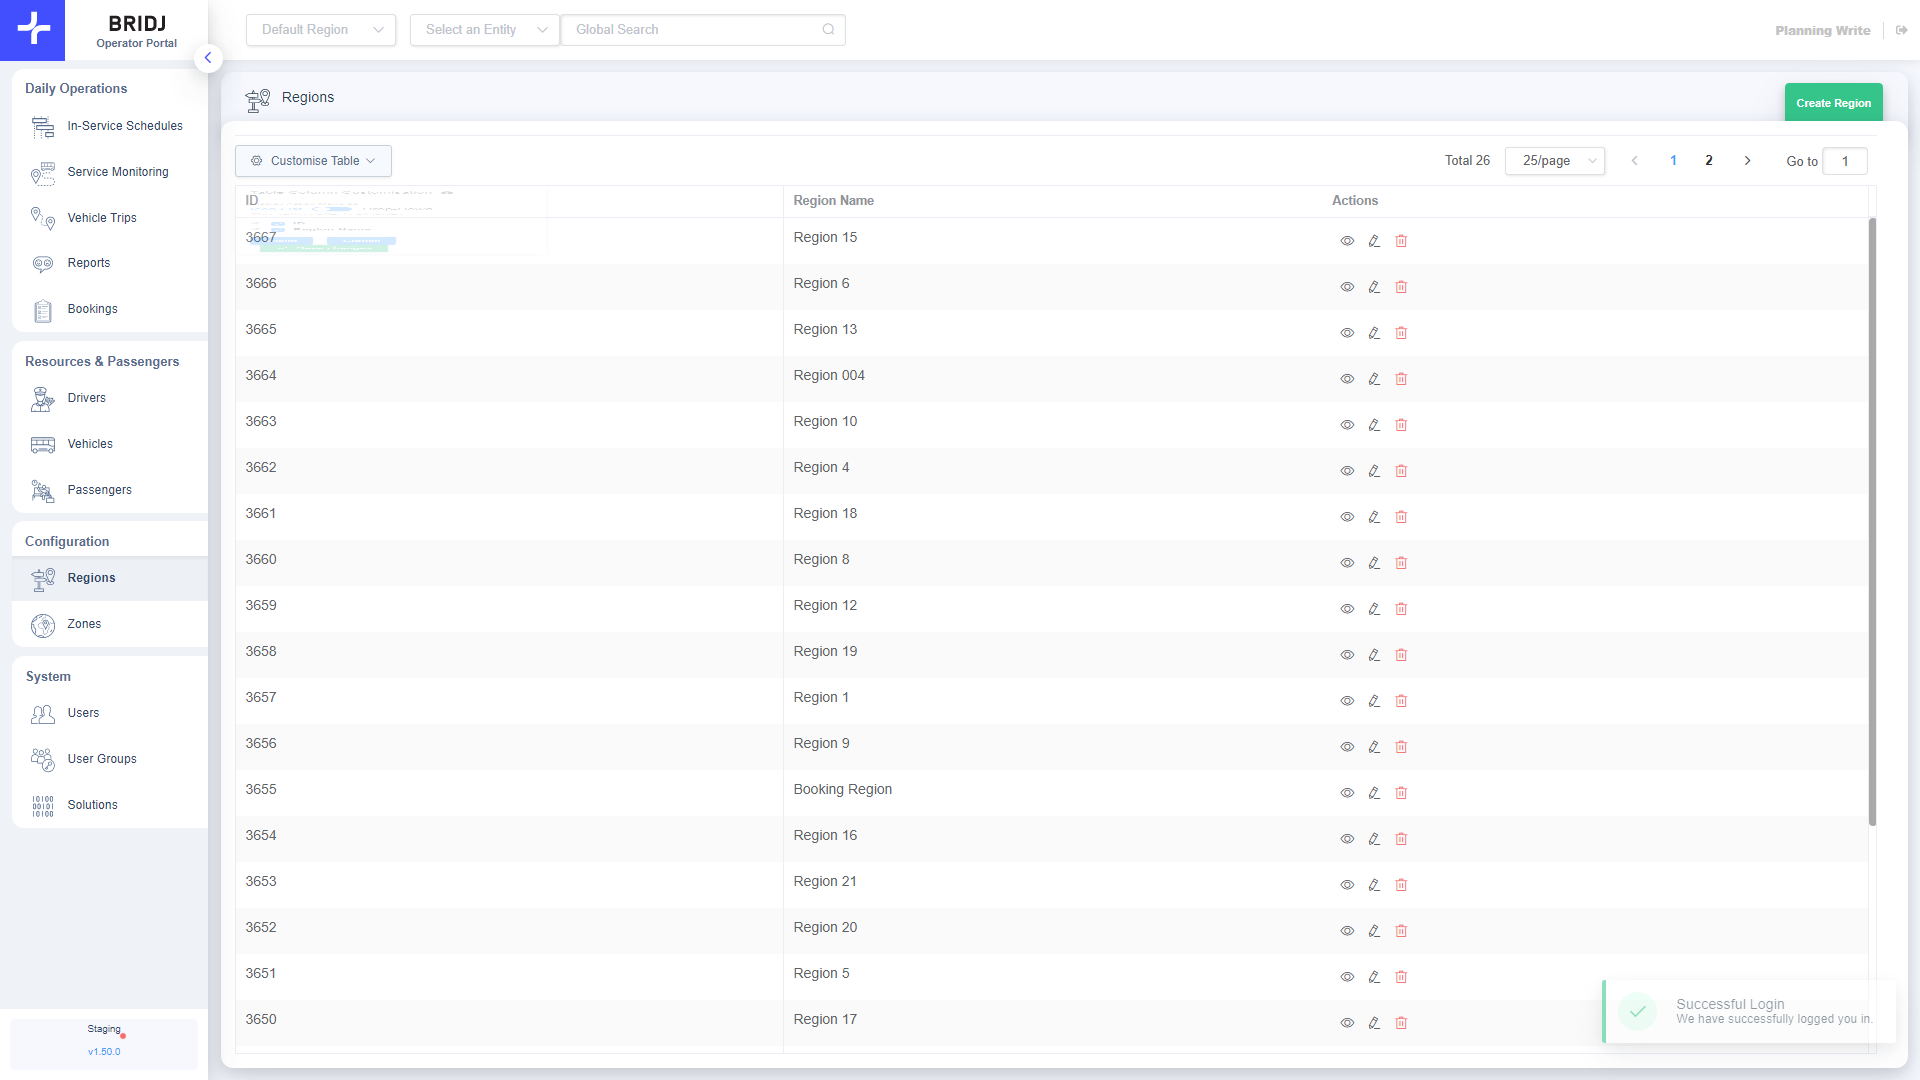 BRIDJ
Operator Portal
Default Region
Select an Entity
Global Search
Planning Write
Daily Operations
In-Service Schedules
Service Monitoring
Vehicle Trips
Reports
Bookings
Resources & Passengers
Drivers
Vehicles
Passengers
Configuration
Regions
Zones
System
Users
User Groups
Solutions
Staging
v1.50.0
Regions
Create Region
Customise Table
Total 26
25/page
1
2
Go to
1
ID Region Name Actions
3667 Region 15
3666 Region 6
3665 Region 13
3664 Region 004
3663 Region 10
3662 Region 4
3661 Region 18
3660 Region 8
3659 Region 12
3658 Region 19
3657 Region 1
3656 Region 9
3655 Booking Region
3654 Region 16
3653 Region 21
3652 Region 20
3651 Region 5
3650 Region 17
Successful Login
We have successfully logged you in.